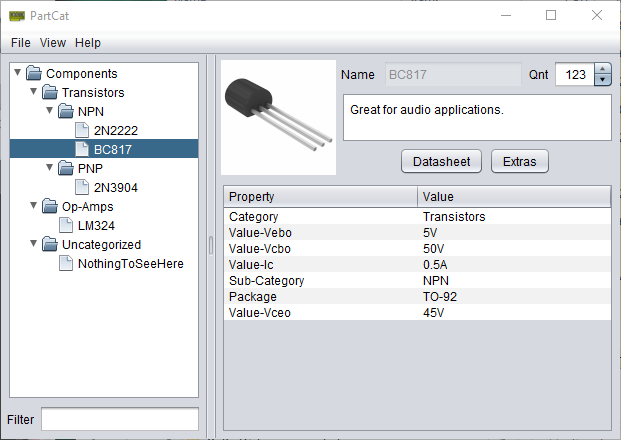 PartCat
File View Help
Components
Transistors
NPN
2N2222
BC817
PNP
2N3904
Op-Amps
LM324
Uncategorized
NothingToSeeHere
Filter
Name BC817 Qnt 123
Great for audio applications.
Datasheet Extras
Property Value
Category Transistors
Value-Vebo 5V
Value-Vcbo 50V
Value-Ic 0.5A
Sub-Category NPN
Package TO-92
Value-Vceo 45V